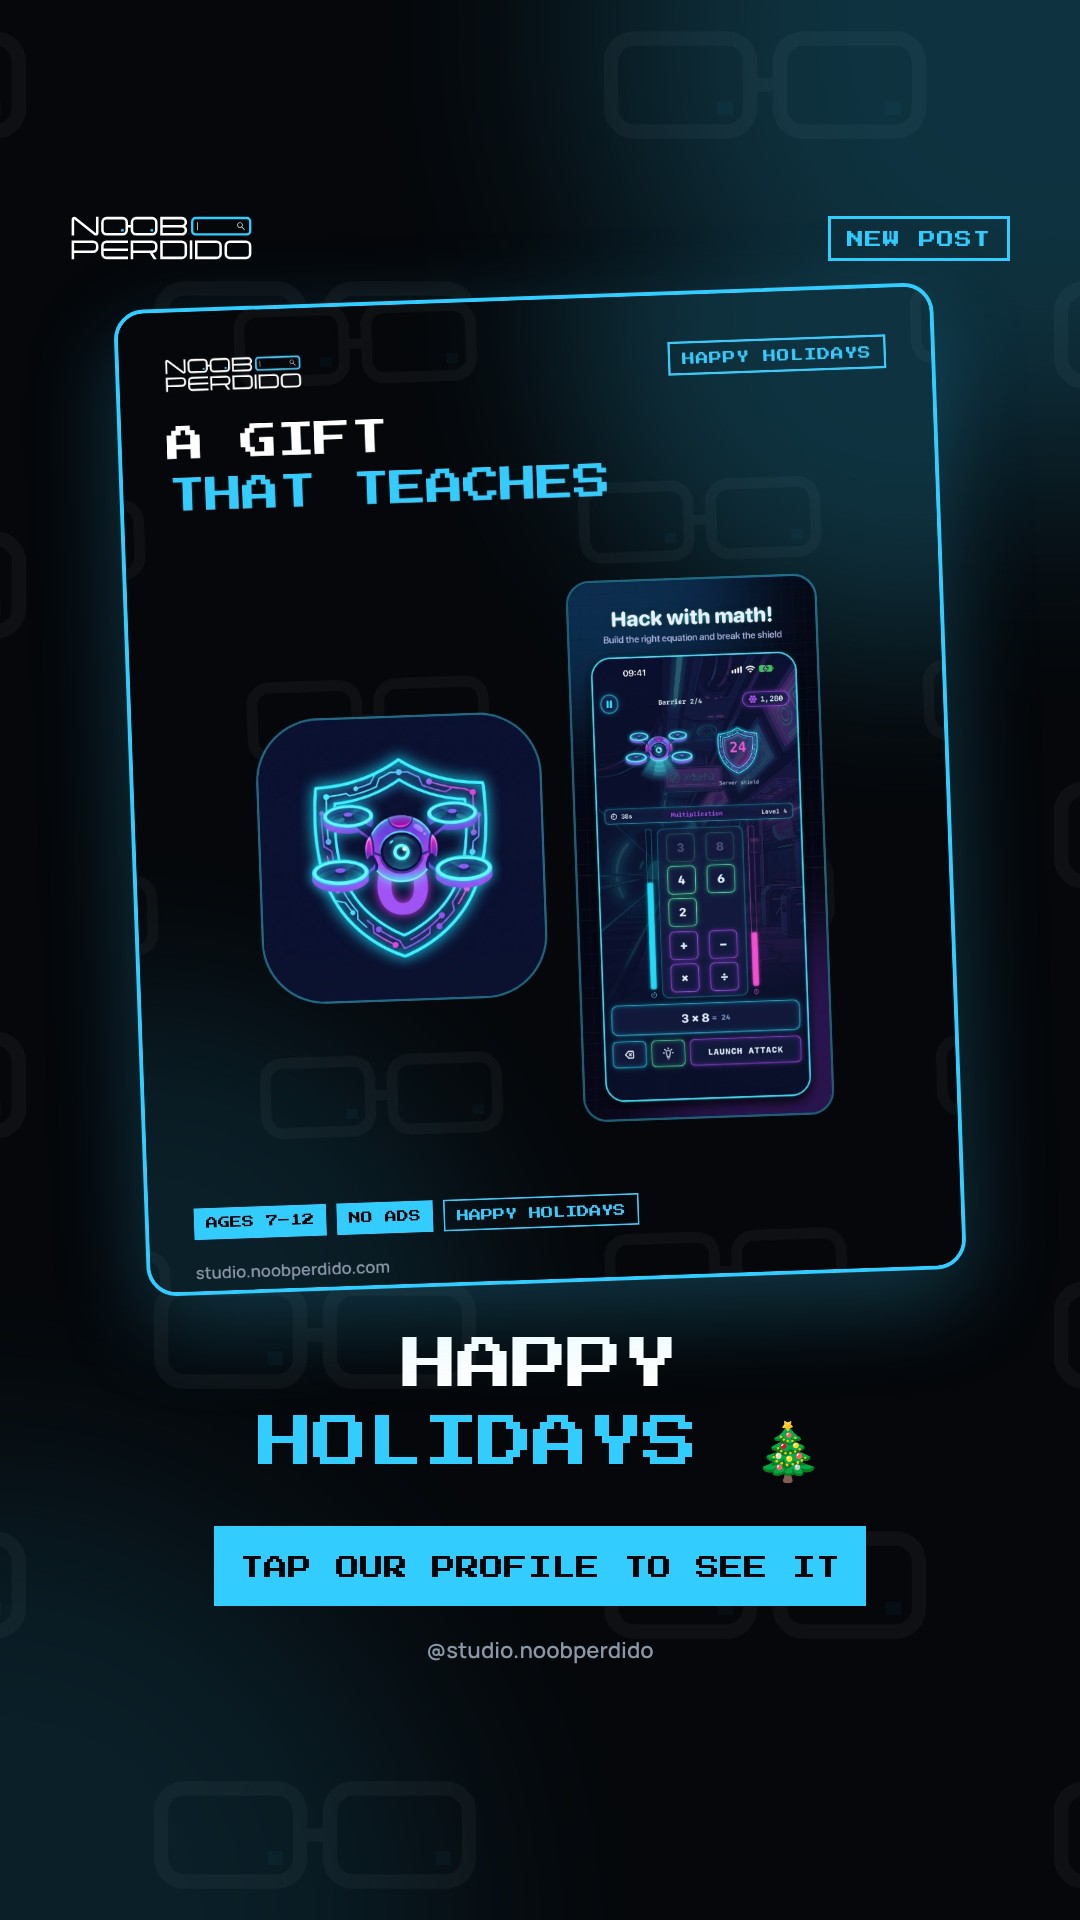 NOOB
PERDIDO
NEW POST
NOOB
PERDIDO
HAPPY HOLIDAYS
A GIFT
THAT TEACHES
Hack with math!
Build the right equation and break the shield
09:41
Barrier 2/4
1,280
24
Server shield
38s
Multiplication
Level 4
3 8
4 6
2
+ −
× ÷
3 × 8 = 24
LAUNCH ATTACK
AGES 7-12
NO ADS
HAPPY HOLIDAYS
studio.noobperdido.com
HAPPY
HOLIDAYS
TAP OUR PROFILE TO SEE IT
@studio.noobperdido